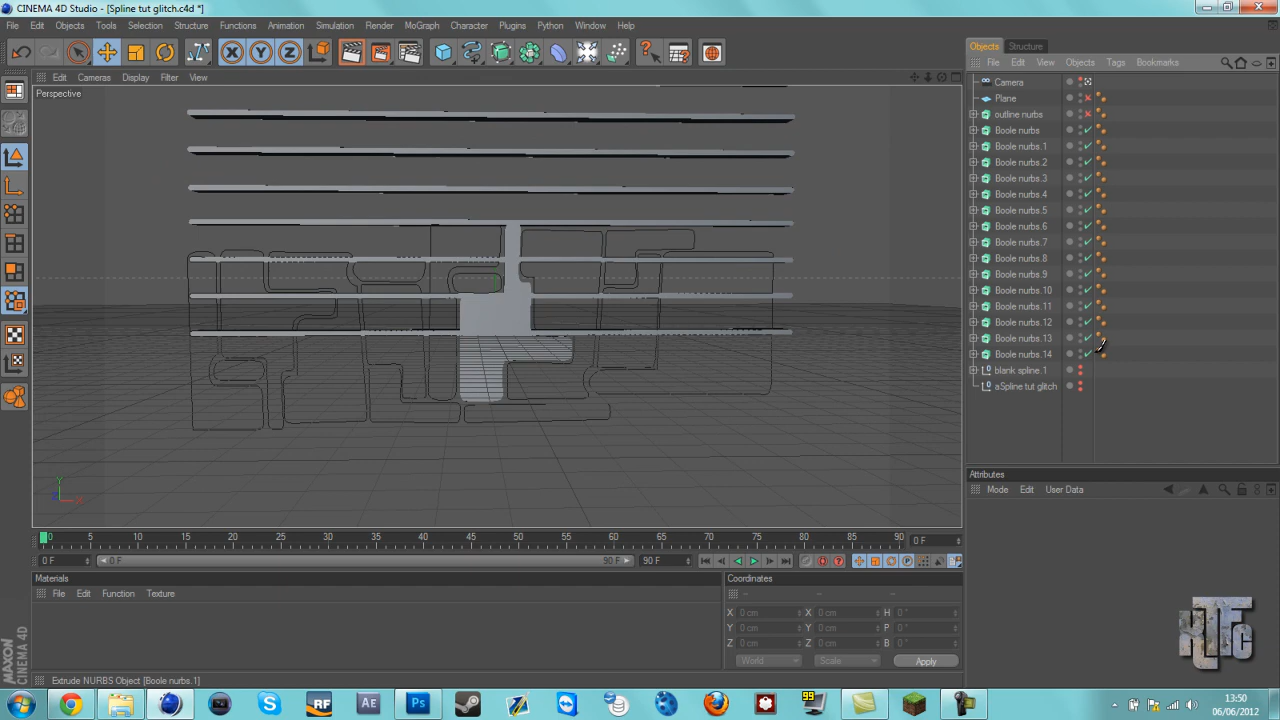 CINEMA 4D Studio - [Spline tut glitch.c4d *]
File Edit Objects Tools Selection Structure Functions Animation Simulation Render MoGraph Character Plugins Python Window Help
X Y Z
Edit Cameras Display Filter View
Perspective
Y
X
0 5 10 15 20 25 30 35 40 45 50 55 60 65 70 75 80 85 90 0 F
0 F 0 F 90 F 90 F
Materials
File Edit Function Texture
Coordinates
-- -- --
X 0 cm X 0 cm H 0 °
Y 0 cm Y 0 cm P 0 °
Z 0 cm Z 0 cm B 0 °
World Scale Apply
Objects Structure
File Edit View Objects Tags Bookmarks
Camera
Plane
outline nurbs
Boole nurbs
Boole nurbs.1
Boole nurbs.2
Boole nurbs.3
Boole nurbs.4
Boole nurbs.5
Boole nurbs.6
Boole nurbs.7
Boole nurbs.8
Boole nurbs.9
Boole nurbs.10
Boole nurbs.11
Boole nurbs.12
Boole nurbs.13
Boole nurbs.14
blank spline.1
aSpline tut glitch
Attributes
Mode Edit User Data
MAXON
CINEMA 4D
Extrude NURBS Object [Boole nurbs.1]
RF Ae Ps 99
13:50
06/06/2012